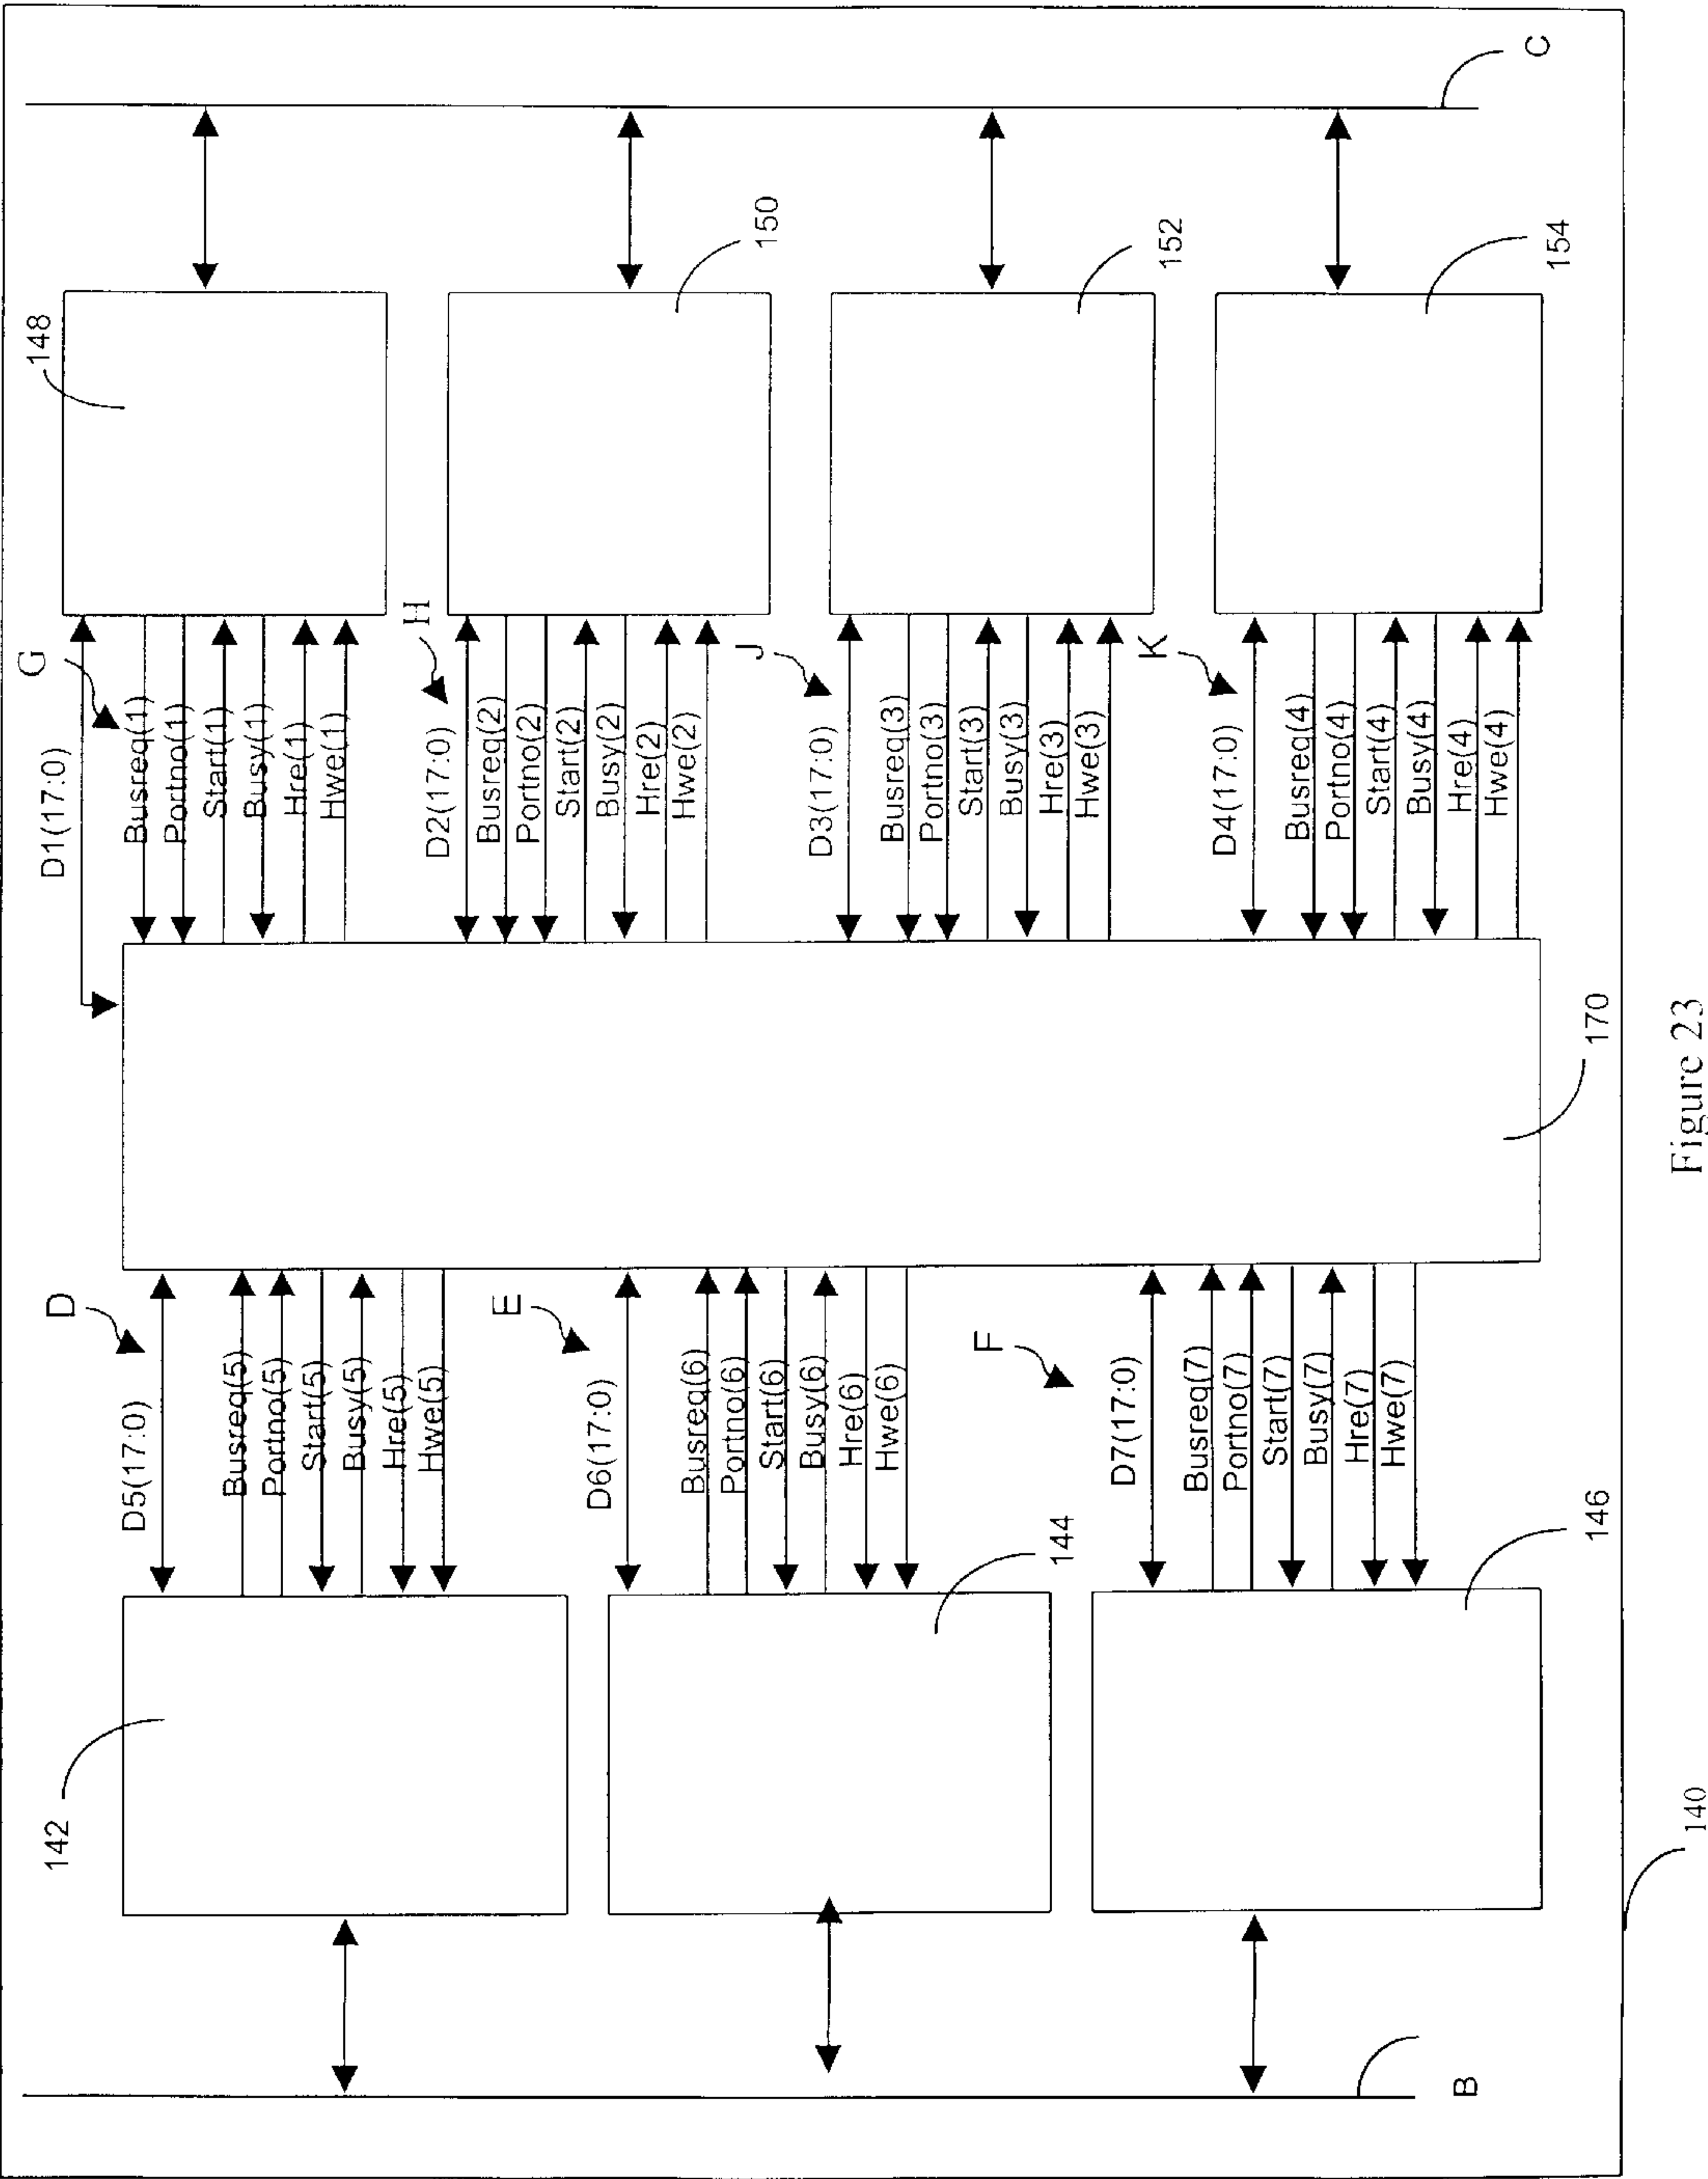 142
D
D5(17:0)
Busreq(5)
Portno(5)
Start(5)
Busy(5)
Hre(5)
Hwe(5)
E
D6(17:0)
Busreq(6)
Portno(6)
Start(6)
Busy(6)
Hre(6)
Hwe(6)
144
F
D7(17:0)
Busreq(7)
Portno(7)
Start(7)
Busy(7)
Hre(7)
Hwe(7)
146
B
G
148
D1(17:0)
Busreq(1)
Portno(1)
Start(1)
Busy(1)
Hre(1)
Hwe(1)
H
D2(17:0)
Busreq(2)
Portno(2)
Start(2)
Busy(2)
Hre(2)
Hwe(2)
150
J
D3(17:0)
Busreq(3)
Portno(3)
Start(3)
Busy(3)
Hre(3)
Hwe(3)
152
K
D4(17:0)
Busreq(4)
Portno(4)
Start(4)
Busy(4)
Hre(4)
Hwe(4)
154
C
170
140
Figure 23